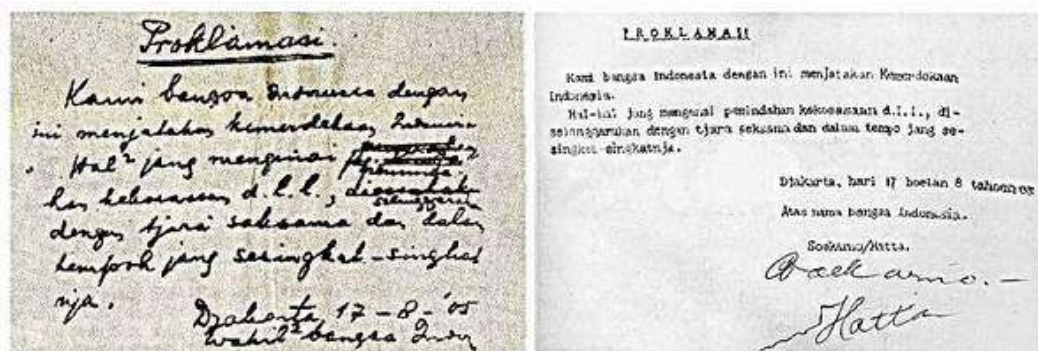 Proklamasi.
Kami bangsa Indonesia dengan
ini menjatakan kemerdekaan Indonesia
. Hal² jang mengenai
kekoeasaan d.l.l.,
dengan tjara saksama dan dalam
tempoh jang sesingkat-singkat
nja.
Djakarta 17-8-'05
Wakil² bangsa Indon
PROKLAMASI
Kami bangsa Indonesia dengan ini menjatakan Kemerdekaan
Indonesia.
Hal-hal jang mengenai pemindahan kekoeasaan d.l.l., di-
selenggarakan dengan tjara seksama dan dalam tempo jang se-
singkat-singkatnja.
Djakarta, hari 17 boelan 8 tahoen 05
Atas nama bangsa Indonesia.
Soekarno/Hatta.
Soekarno.-
Hatta